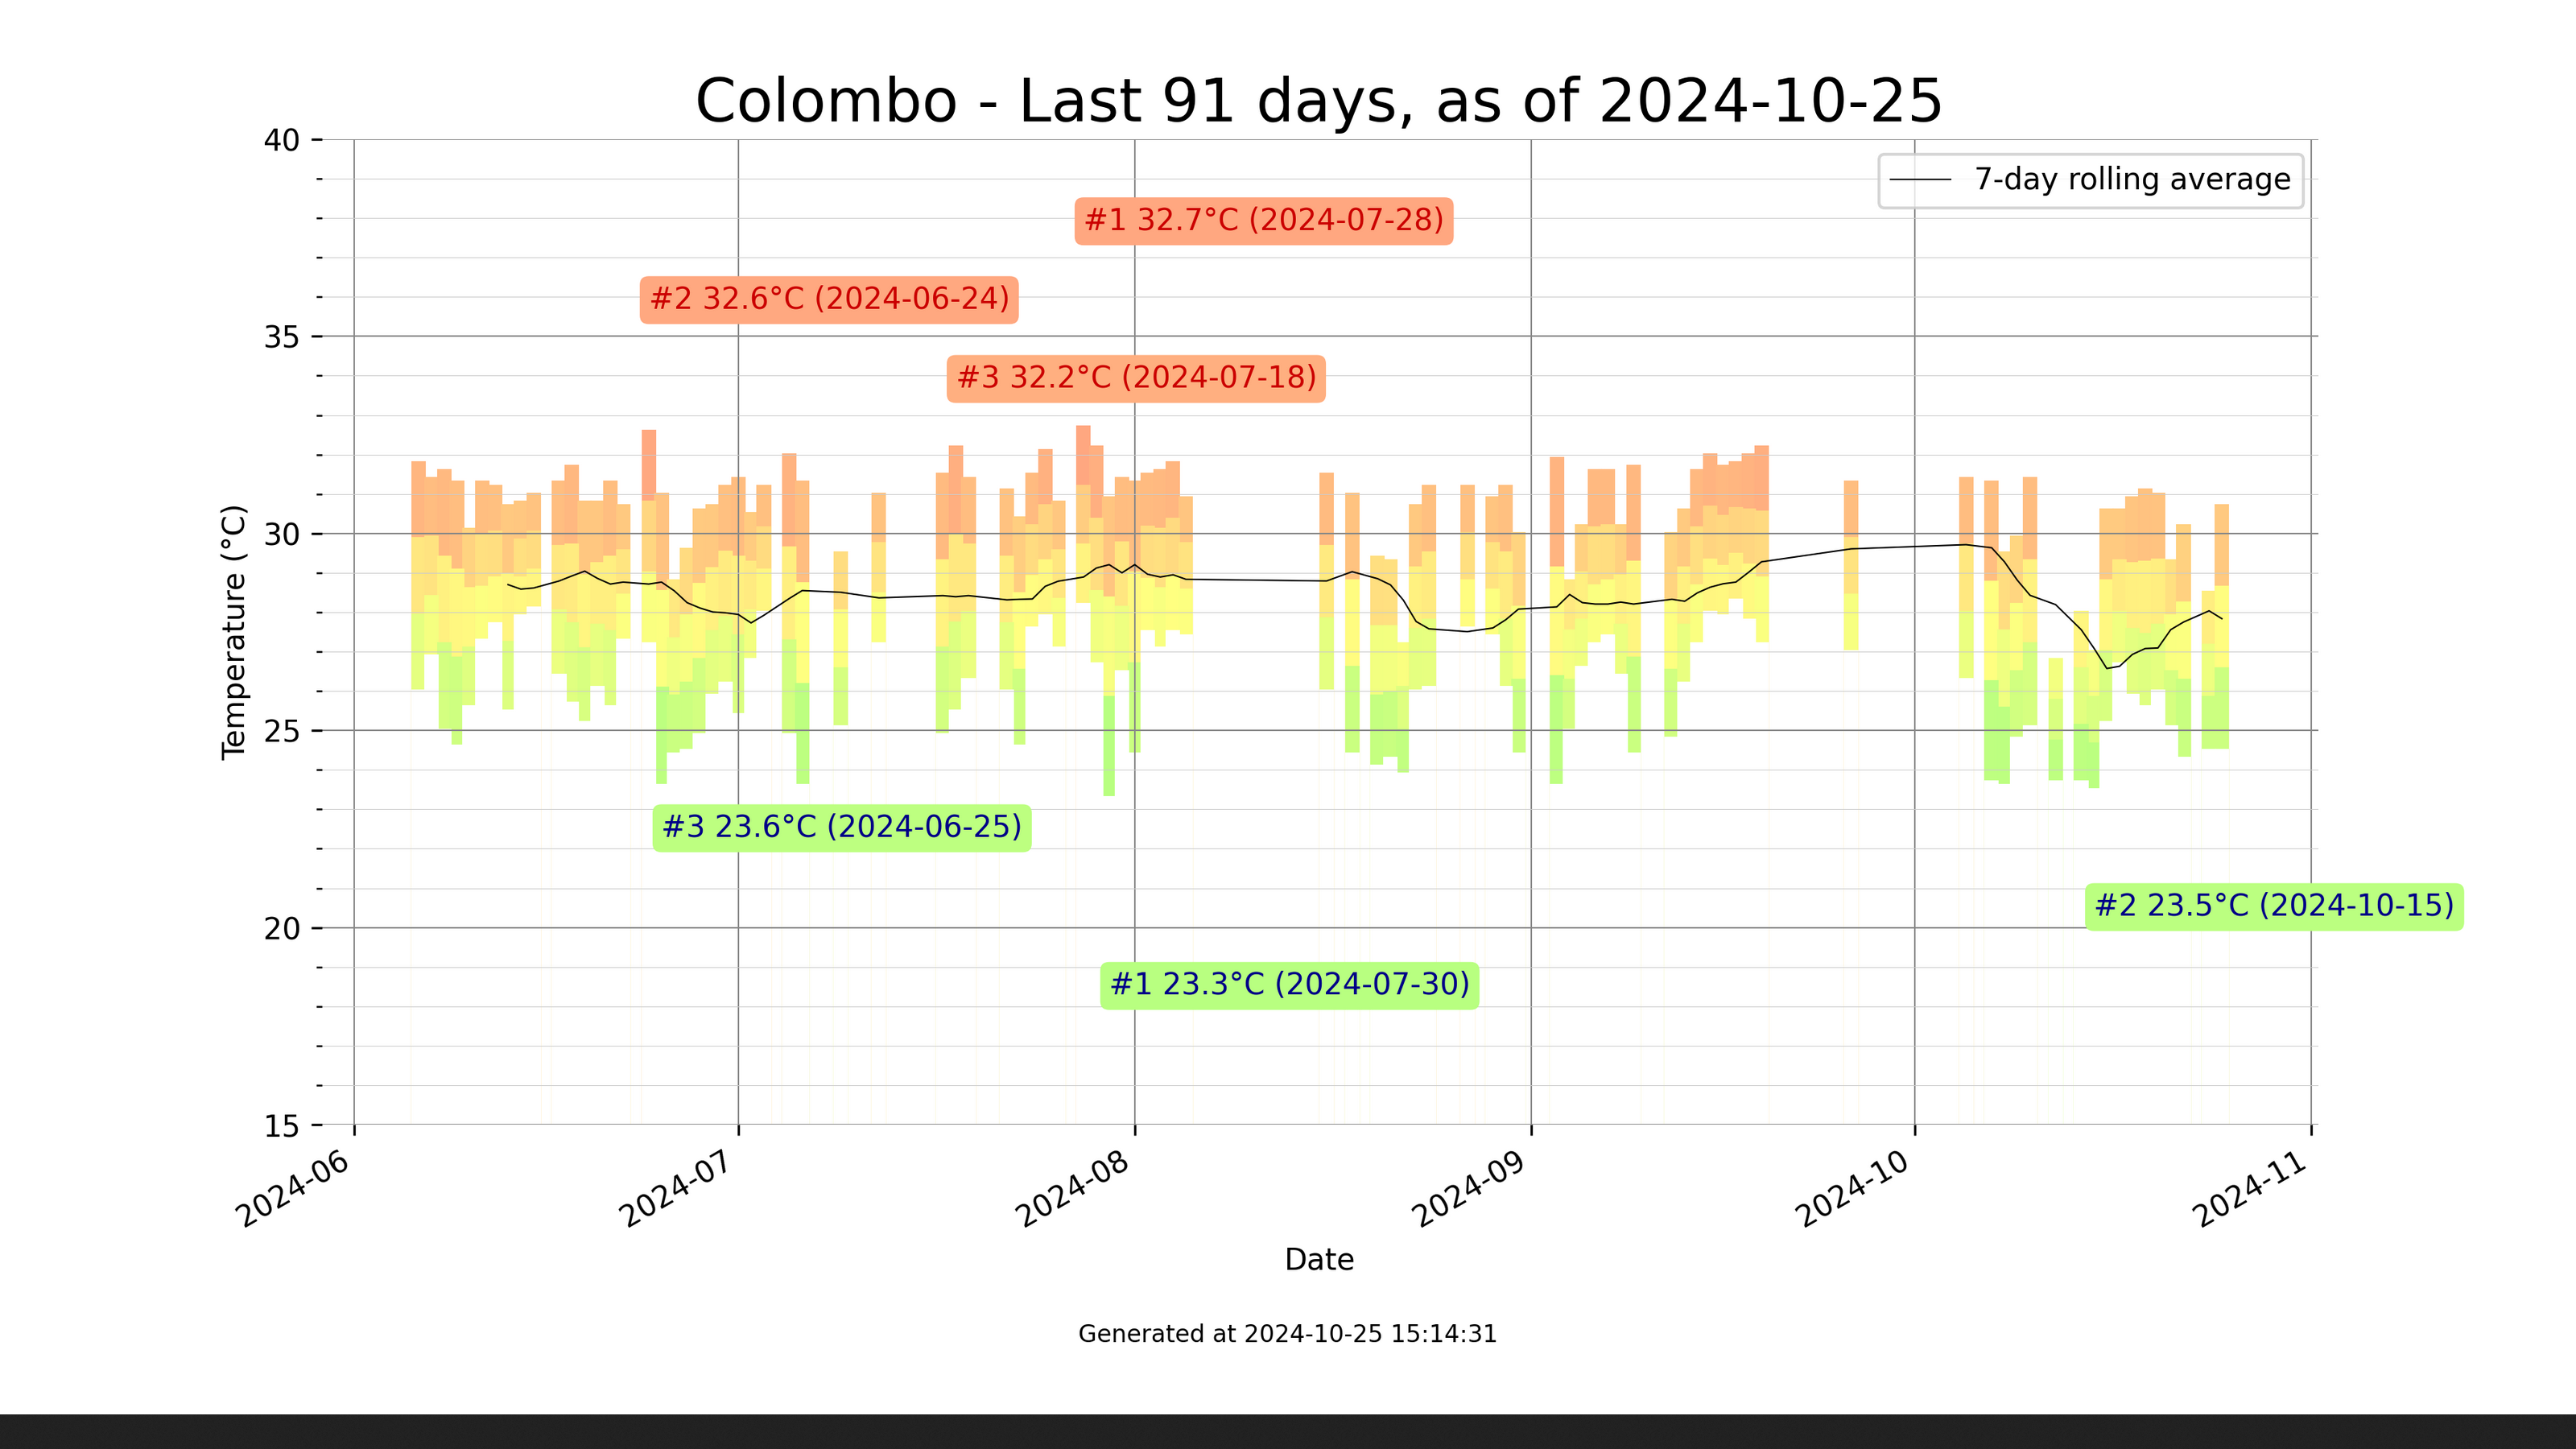 Colombo - Last 91 days, as of 2024-10-25
40
7-day rolling average
#1 32.7°C (2024-07-28)
#2 32.6°C (2024-06-24)
35
#3 32.2°C (2024-07-18)
30
Temperature (°C)
25
#3 23.6°C (2024-06-25)
#2 23.5°C (2024-10-15)
20
#1 23.3°C (2024-07-30)
15
2024-06
2024-07
2024-08
2024-09
2024-10
2024-11
Date
Generated at 2024-10-25 15:14:31